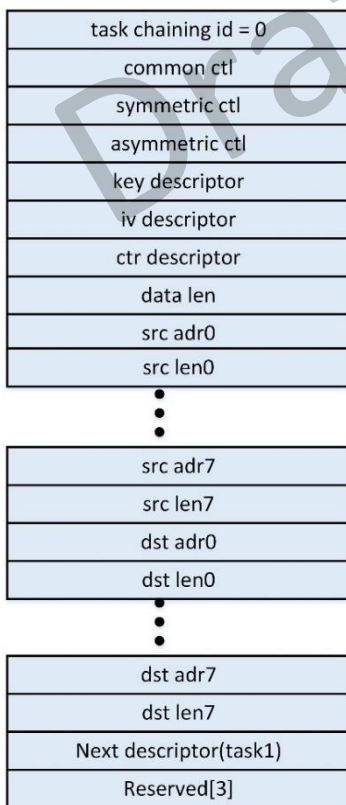 task chaining id = 0
common ctl
symmetric ctl
asymmetric ctl
key descriptor
iv descriptor
ctr descriptor
data len
src adr0
src len0
src adr7
src len7
dst adr0
dst len0
dst adr7
dst len7
Next descriptor(task1)
Reserved[3]